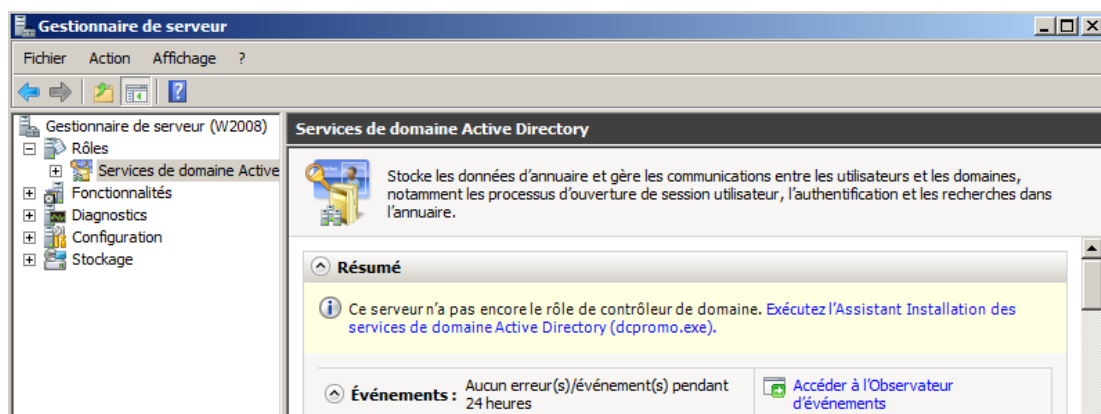 Gestionnaire de serveur
Fichier Action Affichage ?
Gestionnaire de serveur (W2008)
Rôles
Services de domaine Active
Fonctionnalités
Diagnostics
Configuration
Stockage
Services de domaine Active Directory
Stocke les données d'annuaire et gère les communications entre les utilisateurs et les domaines,
notamment les processus d'ouverture de session utilisateur, l'authentification et les recherches dans
l'annuaire.
Résumé
Ce serveur n'a pas encore le rôle de contrôleur de domaine. Exécutez l'Assistant Installation des
services de domaine Active Directory (dcpromo.exe).
Événements : Aucun erreur(s)/événement(s) pendant
24 heures
Accéder à l'Observateur
d'événements